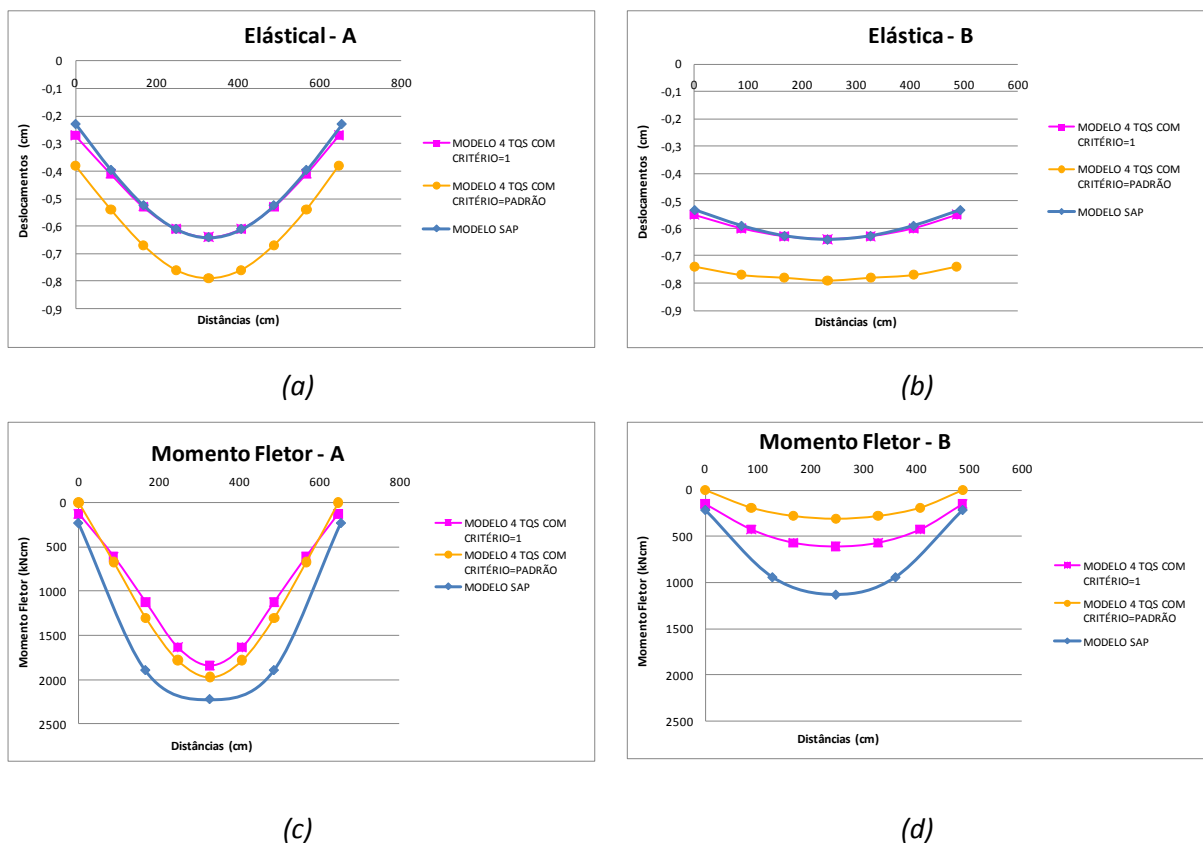 Elástical - A
0
0
200
400
600
800
-0,1
-0,2
-0,3
-0,4
-0,5
-0,6
-0,7
-0,8
-0,9
Deslocamentos (cm)
Distâncias (cm)
MODELO 4 TQS COM
CRITÉRIO=1
MODELO 4 TQS COM
CRITÉRIO=PADRÃO
MODELO SAP
(a)
Elástica - B
0
0
100
200
300
400
500
600
-0,1
-0,2
-0,3
-0,4
-0,5
-0,6
-0,7
-0,8
-0,9
Deslocamentos (cm)
Distâncias (cm)
MODELO 4 TQS COM
CRITÉRIO=1
MODELO 4 TQS COM
CRITÉRIO=PADRÃO
MODELO SAP
(b)
Momento Fletor - A
0
200
400
600
800
0
500
1000
1500
2000
2500
Momento Fletor (kNcm)
Distâncias (cm)
MODELO 4 TQS COM
CRITÉRIO=1
MODELO 4 TQS COM
CRITÉRIO=PADRÃO
MODELO SAP
(c)
Momento Fletor - B
0
100
200
300
400
500
600
0
500
1000
1500
2000
2500
Momento Fletor (kNcm)
Distâncias (cm)
MODELO 4 TQS COM
CRITÉRIO=1
MODELO 4 TQS COM
CRITÉRIO=PADRÃO
MODELO SAP
(d)